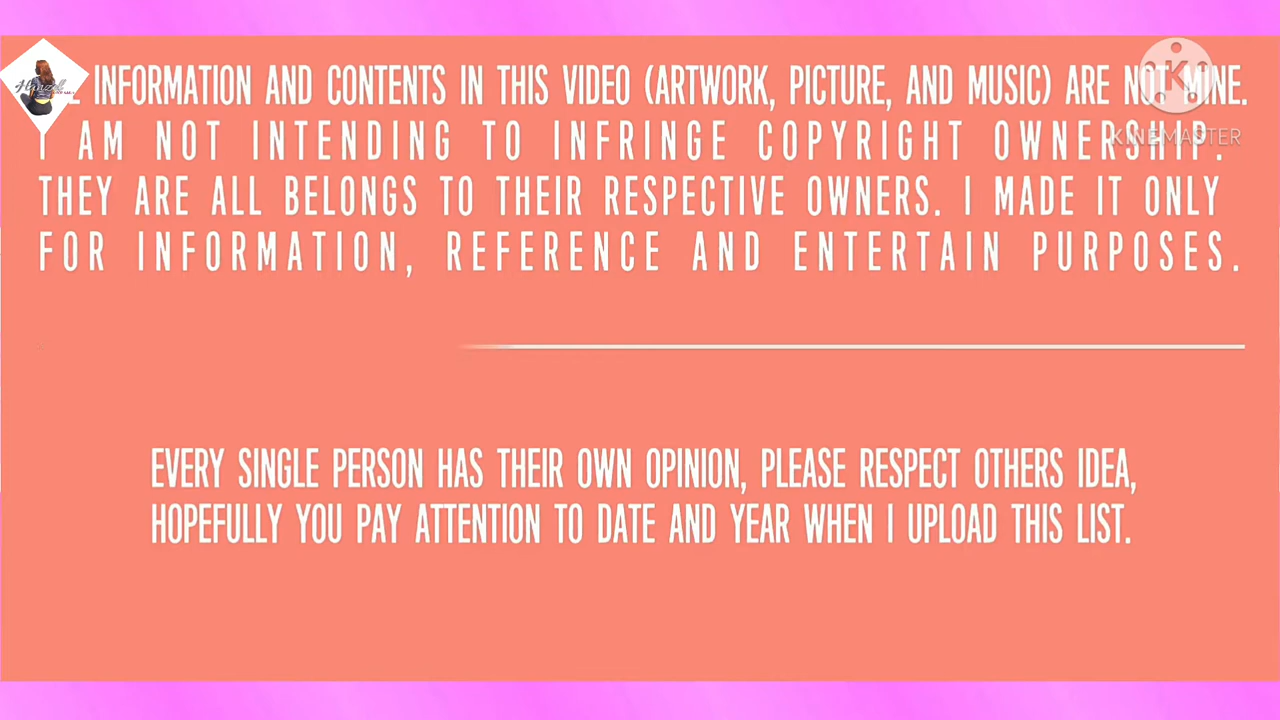 INFORMATION AND CONTENTS IN THIS VIDEO (ARTWORK, PICTURE, AND MUSIC) ARE NOT MINE.
I AM NOT INTENDING TO INFRINGE COPYRIGHT OWNERSHIP.
THEY ARE ALL BELONGS TO THEIR RESPECTIVE OWNERS. I MADE IT ONLY
FOR INFORMATION, REFERENCE AND ENTERTAIN PURPOSES.
KINEMASTER
EVERY SINGLE PERSON HAS THEIR OWN OPINION, PLEASE RESPECT OTHERS IDEA,
HOPEFULLY YOU PAY ATTENTION TO DATE AND YEAR WHEN I UPLOAD THIS LIST.